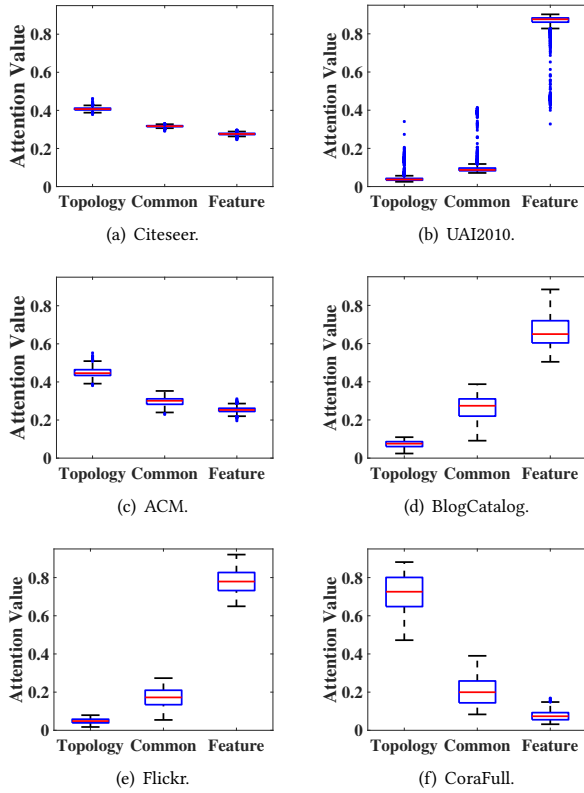 Attention Value
0.8
0.6
0.4
0.2
0
Topology Common Feature
(a) Citeseer.
Attention Value
0.8
0.6
0.4
0.2
0
Topology Common Feature
(b) UAI2010.
Attention Value
0.8
0.6
0.4
0.2
0
Topology Common Feature
(c) ACM.
Attention Value
0.8
0.6
0.4
0.2
0
Topology Common Feature
(d) BlogCatalog.
Attention Value
0.8
0.6
0.4
0.2
0
Topology Common Feature
(e) Flickr.
Attention Value
0.8
0.6
0.4
0.2
0
Topology Common Feature
(f) CoraFull.